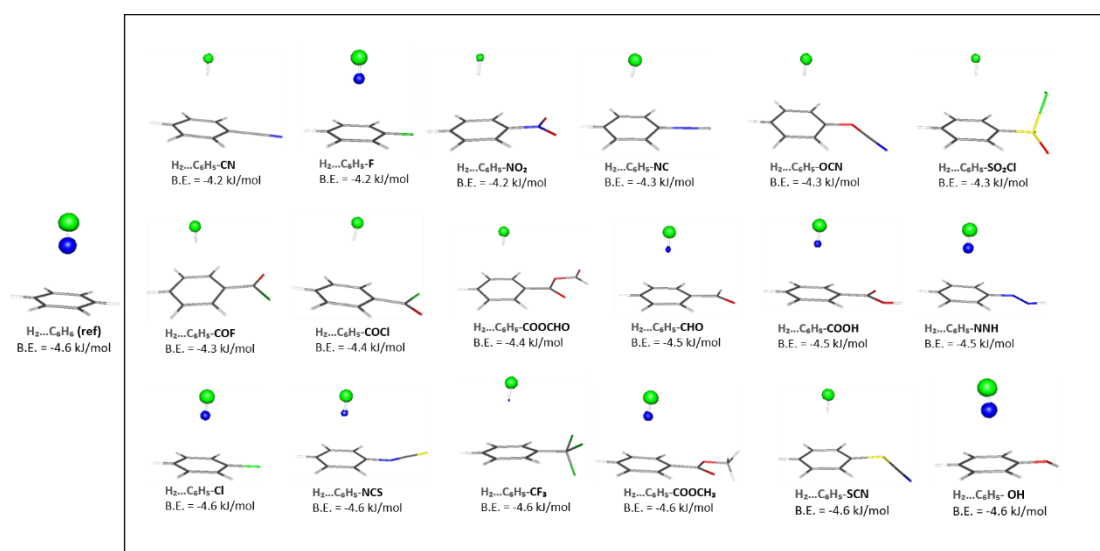 H₂...C₆H₅-CN
B.E. = -4.2 kJ/mol
H₂...C₆H₅-F
B.E. = -4.2 kJ/mol
H₂...C₆H₅-NO₂
B.E. = -4.2 kJ/mol
H₂...C₆H₅-NC
B.E. = -4.3 kJ/mol
H₂...C₆H₅-OCN
B.E. = -4.3 kJ/mol
H₂...C₆H₅-SO₂Cl
B.E. = -4.3 kJ/mol
H₂...C₆H₆ (ref)
B.E. = -4.6 kJ/mol
H₂...C₆H₅-COF
B.E. = -4.3 kJ/mol
H₂...C₆H₅-COCl
B.E. = -4.4 kJ/mol
H₂...C₆H₅-COOCHO
B.E. = -4.4 kJ/mol
H₂...C₆H₅-CHO
B.E. = -4.5 kJ/mol
H₂...C₆H₅-COOH
B.E. = -4.5 kJ/mol
H₂...C₆H₅-NNH
B.E. = -4.5 kJ/mol
H₂...C₆H₅-Cl
B.E. = -4.6 kJ/mol
H₂...C₆H₅-NCS
B.E. = -4.6 kJ/mol
H₂...C₆H₅-CF₃
B.E. = -4.6 kJ/mol
H₂...C₆H₅-COOCH₃
B.E. = -4.6 kJ/mol
H₂...C₆H₅-SCN
B.E. = -4.6 kJ/mol
H₂...C₆H₅- OH
B.E. = -4.6 kJ/mol